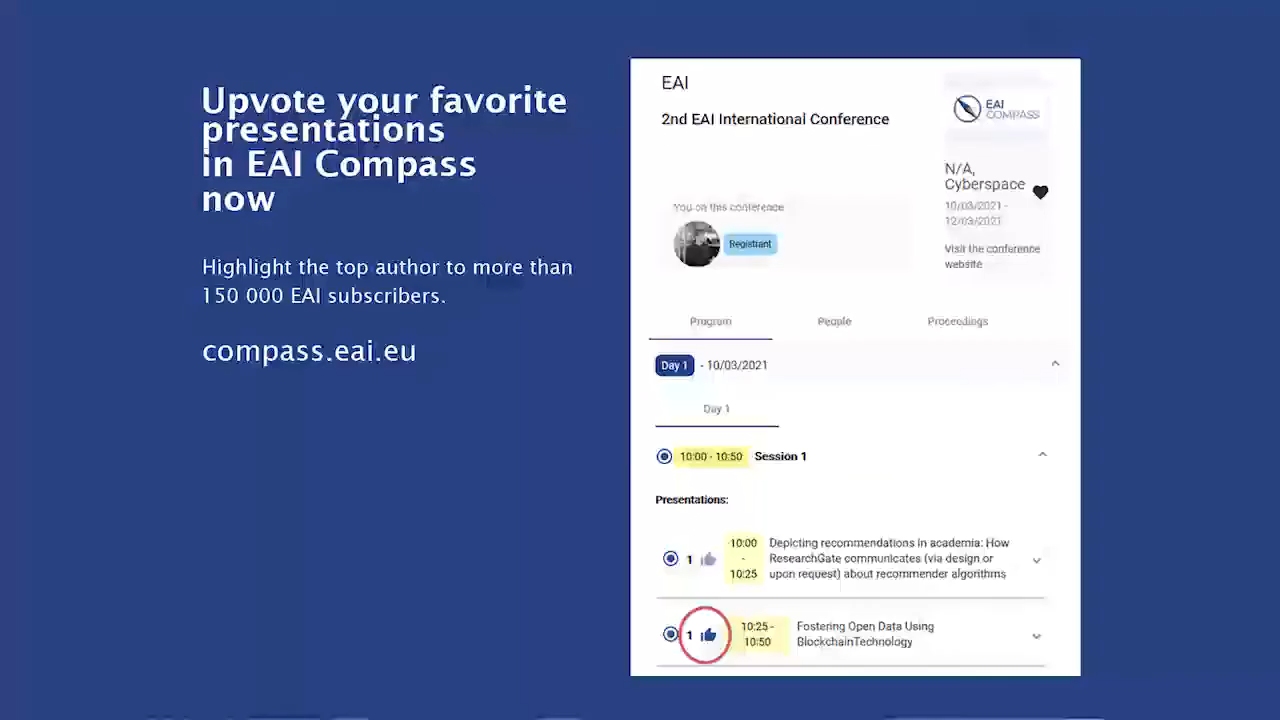 Upvote your favorite
presentations
in EAI Compass
now
Highlight the top author to more than
150 000 EAI subscribers.
compass.eai.eu
EAI
2nd EAI International Conference
EAI
COMPASS
N/A,
Cyberspace
10/03/2021 -
12/03/2021
Visit the conference
website
You on this conference
Registrant
Program
People
Proceedings
Day 1 - 10/03/2021
Day 1
10:00 - 10:50 Session 1
Presentations:
1 10:00 - 10:25
Depicting recommendations in academia: How
ResearchGate communicates (via design or
upon request) about recommender algorithms
1 10:25 - 10:50
Fostering Open Data Using
BlockchainTechnology